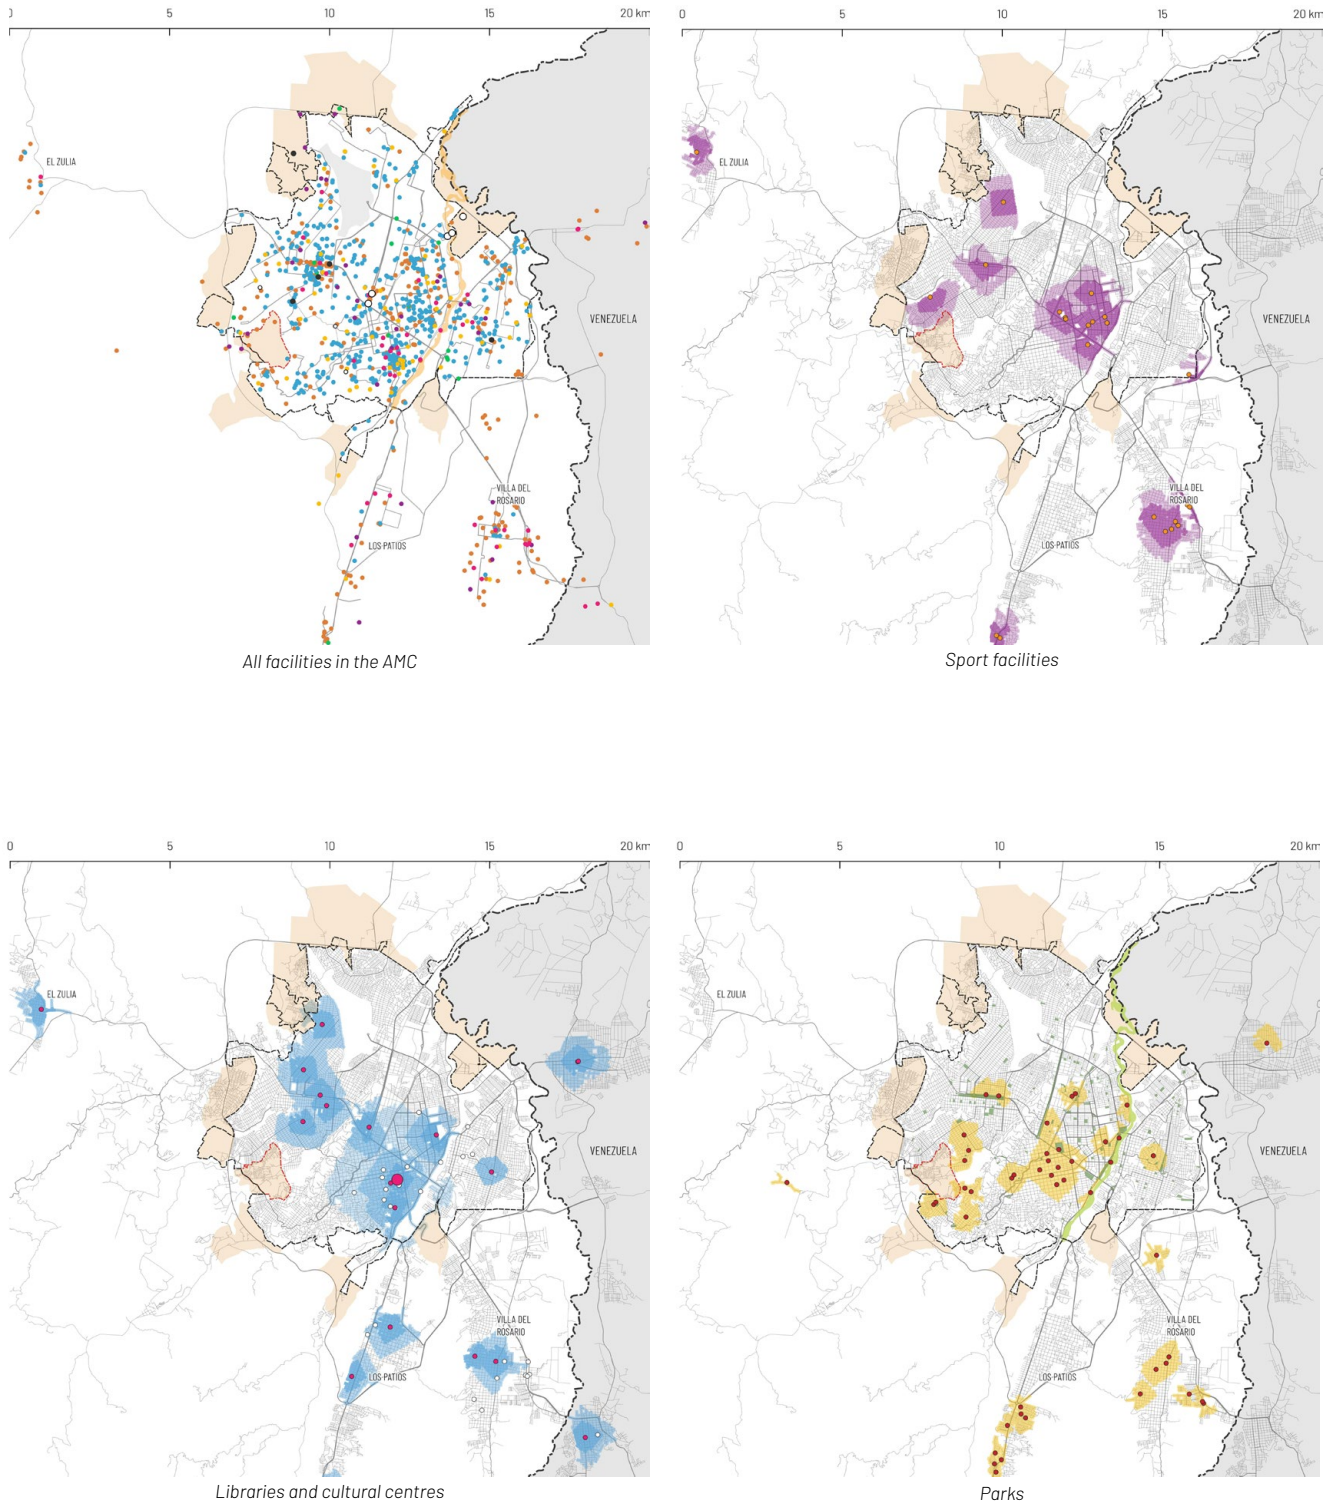 0 5 10 15 20 km
EL ZULIA
VENEZUELA
VILLA DEL
ROSARIO
LOS PATIOS
All facilities in the AMC
0 5 10 15 20 km
EL ZULIA
VENEZUELA
VILLA DEL
ROSARIO
LOS PATIOS
Sport facilities
0 5 10 15 20 km
EL ZULIA
VENEZUELA
VILLA DEL
ROSARIO
LOS PATIOS
Libraries and cultural centres
0 5 10 15 20 km
EL ZULIA
VENEZUELA
VILLA DEL
ROSARIO
LOS PATIOS
Parks